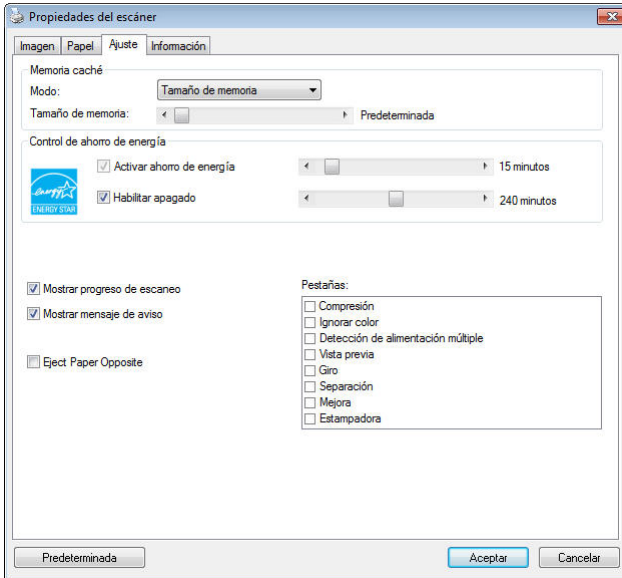 Propiedades del escáner
Imagen Papel Ajuste Información
Memoria caché
Modo: Tamaño de memoria
Tamaño de memoria: Predeterminada
Control de ahorro de energía
Activar ahorro de energía 15 minutos
energy
ENERGY STAR
Habilitar apagado 240 minutos
Mostrar progreso de escaneo
Mostrar mensaje de aviso
Eject Paper Opposite
Pestañas:
Compresión
Ignorar color
Detección de alimentación múltiple
Vista previa
Giro
Separación
Mejora
Estampadora
Predeterminada Aceptar Cancelar